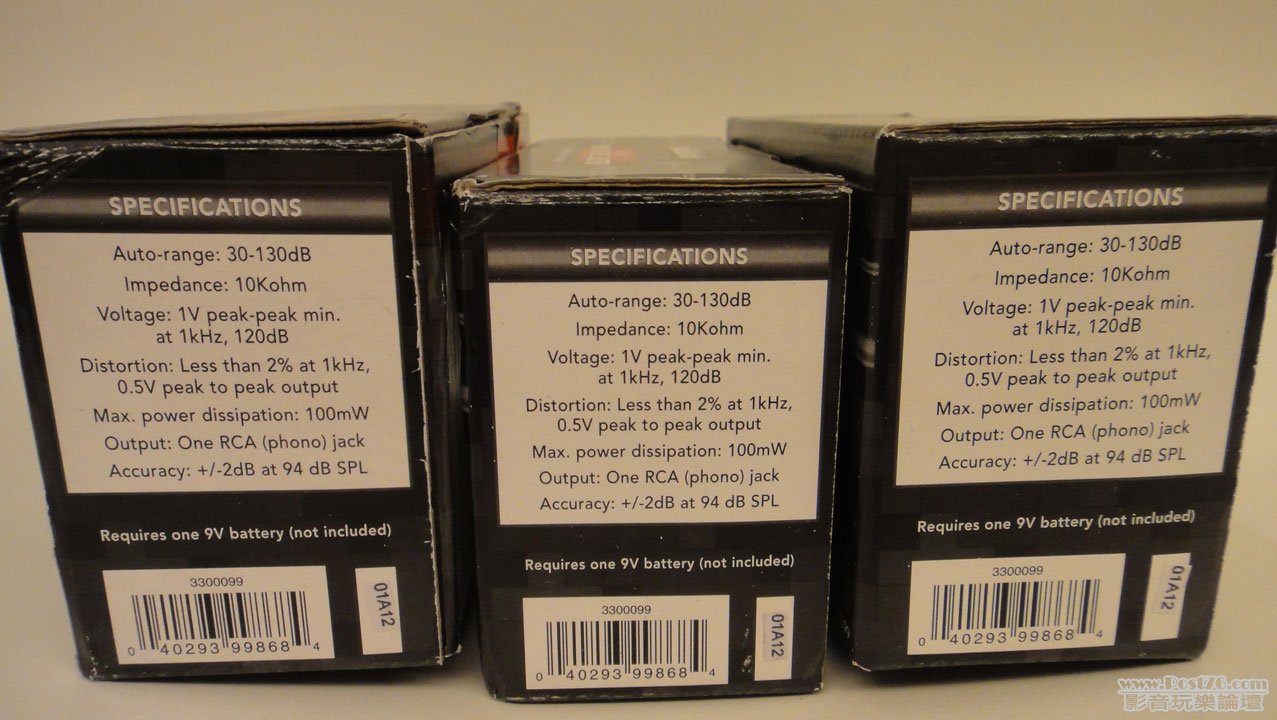 SPECIFICATIONS
Auto-range: 30-130dB
Impedance: 10Kohm
Voltage: 1V peak-peak min.
at 1kHz, 120dB
Distortion: Less than 2% at 1kHz,
0.5V peak to peak output
Max. power dissipation: 100mW
Output: One RCA (phono) jack
Accuracy: +/-2dB at 94 dB SPL
Requires one 9V battery (not included)
3300099
01A12
0 40293 99868 4
SPECIFICATIONS
Auto-range: 30-130dB
Impedance: 10Kohm
Voltage: 1V peak-peak min.
at 1kHz, 120dB
Distortion: Less than 2% at 1kHz,
0.5V peak to peak output
Max. power dissipation: 100mW
Output: One RCA (phono) jack
Accuracy: +/-2dB at 94 dB SPL
Requires one 9V battery (not included)
3300099
01A12
0 40293 99868 4
SPECIFICATIONS
Auto-range: 30-130dB
Impedance: 10Kohm
Voltage: 1V peak-peak min.
at 1kHz, 120dB
Distortion: Less than 2% at 1kHz,
0.5V peak to peak output
Max. power dissipation: 100mW
Output: One RCA (phono) jack
Accuracy: +/-2dB at 94 dB SPL
Requires one 9V battery (not included)
3300099
01A12
0 40293 99868 4
www.Post76.com
影音玩樂論壇